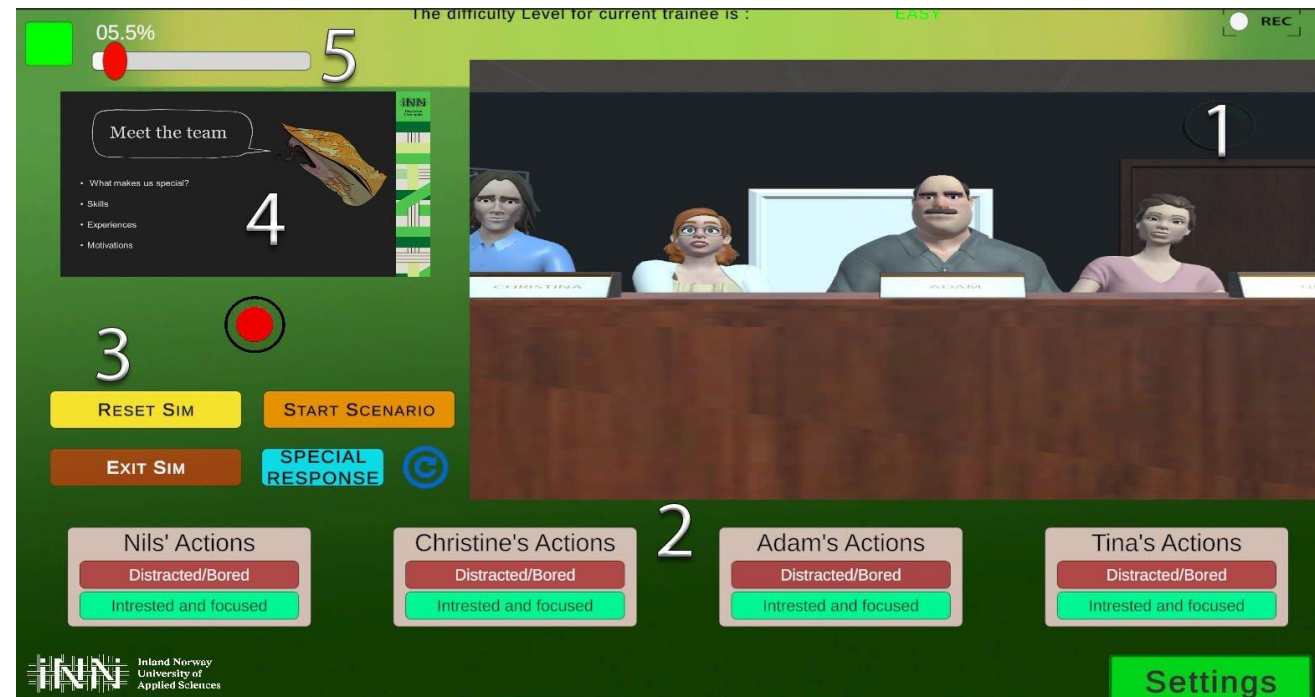 The difficulty Level for current trainee is : EASY
REC
05.5%
5
1
INN
Meet the team
• What makes us special?
• Skills
• Experiences
• Motivations
4
CHRISTINA
ADAM
3
RESET SIM
START SCENARIO
EXIT SIM
SPECIAL
RESPONSE
C
2
Nils' Actions
Distracted/Bored
Intrested and focused
Christine's Actions
Distracted/Bored
Intrested and focused
Adam's Actions
Distracted/Bored
Intrested and focused
Tina's Actions
Distracted/Bored
Intrested and focused
INN
Inland Norway
University of
Applied Sciences
Settings